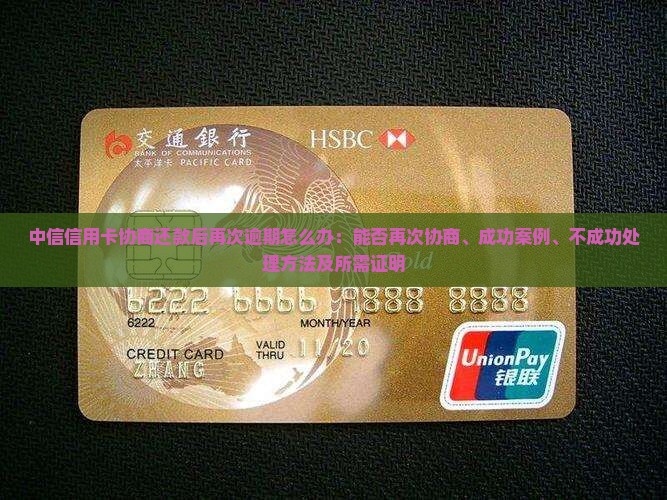 交通銀行
BANK OF COMMUNICATIONS
太平洋卡 PACIFIC CARD
HSBC
中信信用卡协商还款后再次逾期怎么办：能否再次协商、成功案例、不成功处
理方法及所需证明
Gold
6222 6666 8888 8888
6222
MONTH/YEAR
CREDIT CARD
VALID
THRU
11/20
ZHANG
UnionPay
银联